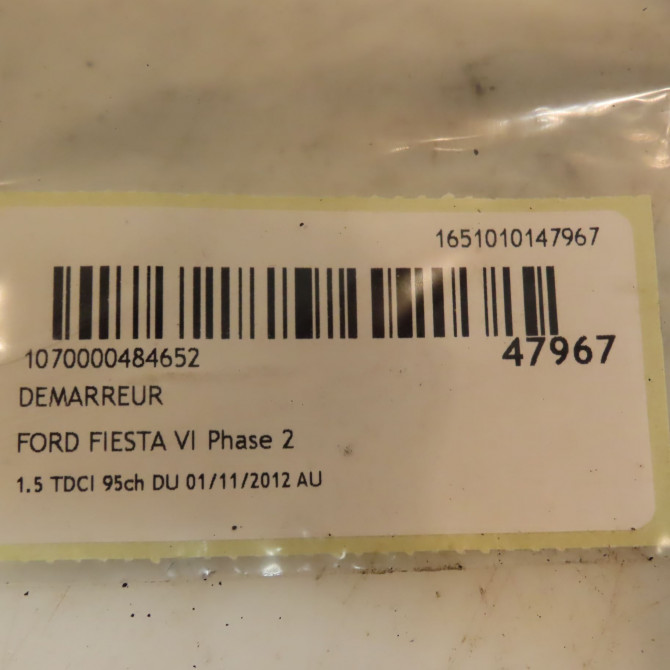 1651010147967
1070000484652
47967
DEMARREUR
FORD FIESTA VI Phase 2
1.5 TDCI 95ch DU 01/11/2012 AU